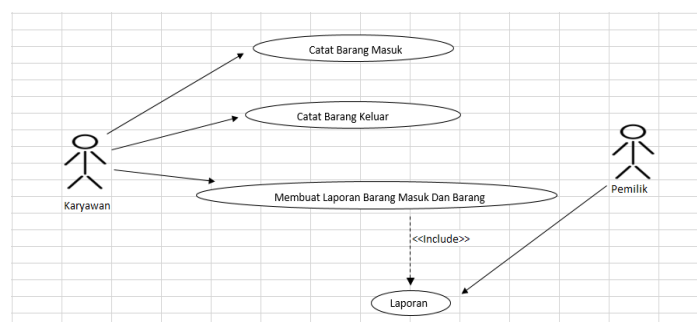 Catat Barang Masuk
Catat Barang Keluar
Karyawan
Membuat Laporan Barang Masuk Dan Barang
Pemilik
<<Include>>
Laporan